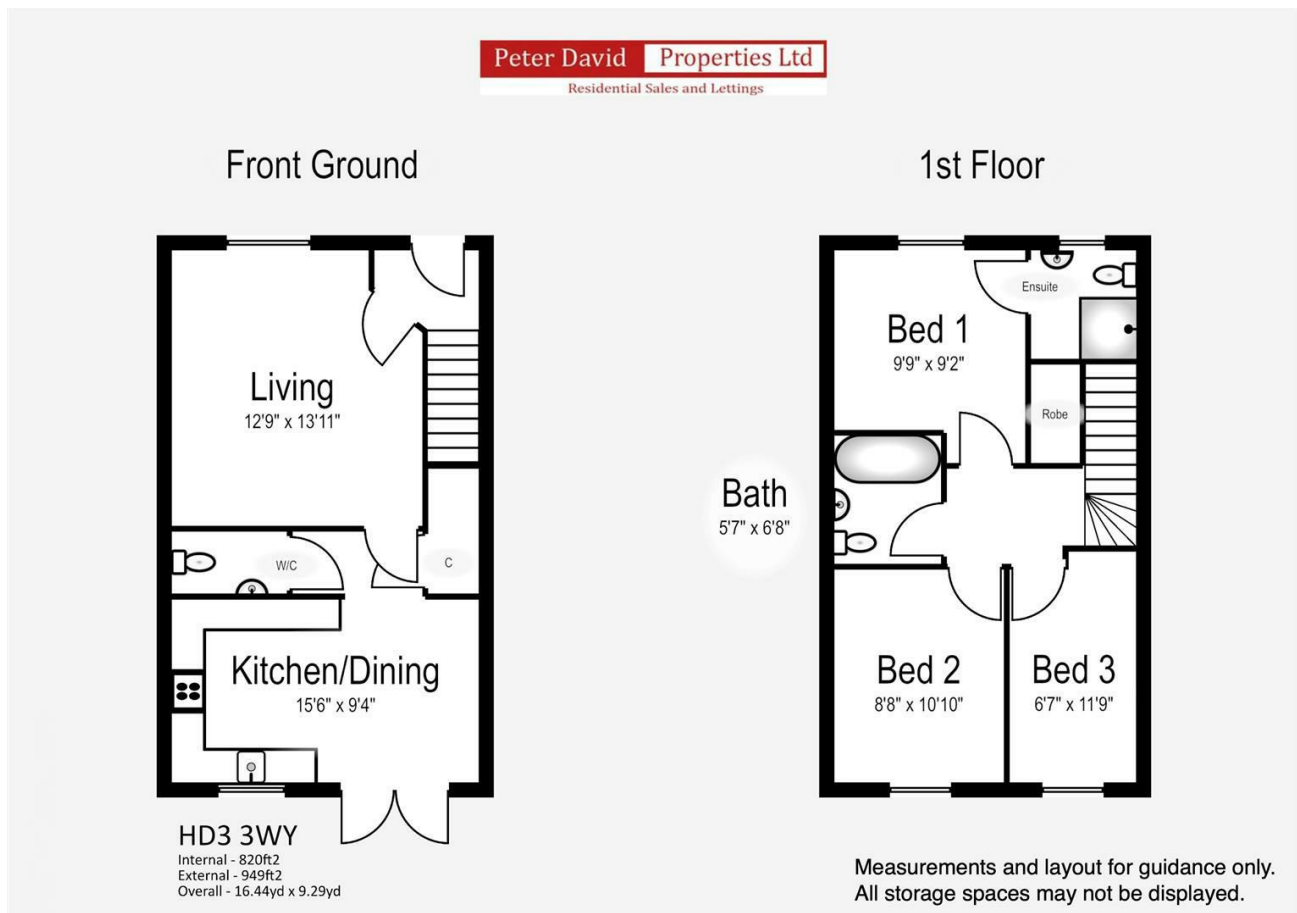 Peter David Properties Ltd
Residential Sales and Lettings
Front Ground
1st Floor
Living
12'9" x 13'11"
W/C
C
Kitchen/Dining
15'6" x 9'4"
HD3 3WY
Internal - 820ft2
External - 949ft2
Overall - 16.44yd x 9.29yd
Ensuite
Bed 1
9'9" x 9'2"
Robe
Bath
5'7" x 6'8"
Bed 2
8'8" x 10'10"
Bed 3
6'7" x 11'9"
Measurements and layout for guidance only.
All storage spaces may not be displayed.